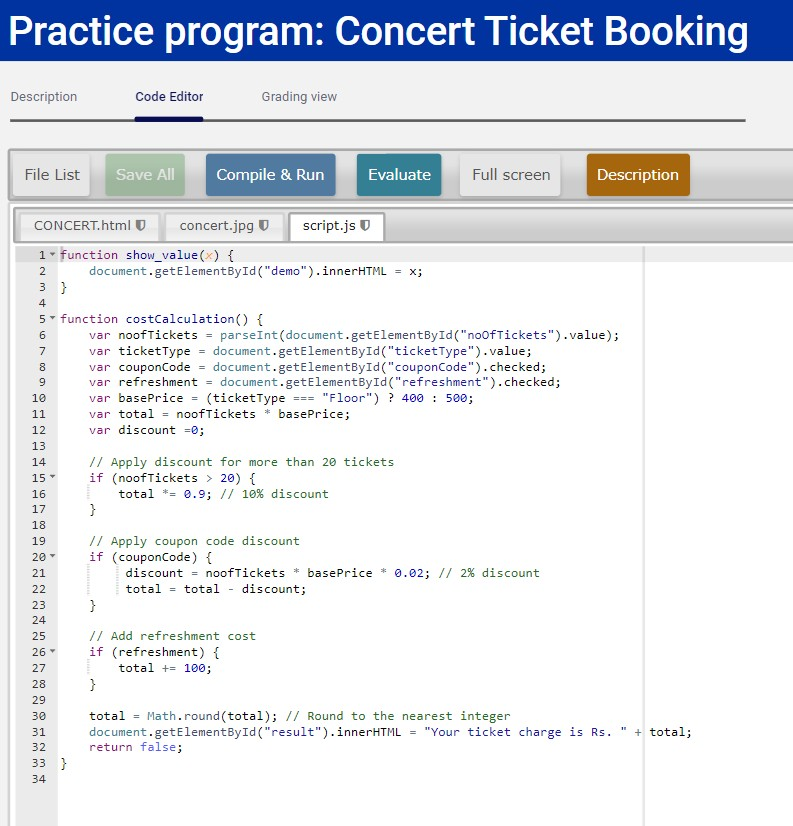 Practice program: Concert Ticket Booking
Description Code Editor Grading view
File List Save All Compile & Run Evaluate Full screen Description
CONCERT.html concert.jpg script.js
1 function show_value(x) {
2 document.getElementById("demo").innerHTML = x;
3 }
4
5 function costCalculation() {
6 var noofTickets = parseInt(document.getElementById("noOfTickets").value);
7 var ticketType = document.getElementById("ticketType").value;
8 var couponCode = document.getElementById("couponCode").checked;
9 var refreshment = document.getElementById("refreshment").checked;
10 var basePrice = (ticketType === "Floor") ? 400 : 500;
11 var total = noofTickets * basePrice;
12 var discount =0;
13
14 // Apply discount for more than 20 tickets
15 if (noofTickets > 20) {
16 total *= 0.9; // 10% discount
17 }
18
19 // Apply coupon code discount
20 if (couponCode) {
21 discount = noofTickets * basePrice * 0.02; // 2% discount
22 total = total - discount;
23 }
24
25 // Add refreshment cost
26 if (refreshment) {
27 total += 100;
28 }
29
30 total = Math.round(total); // Round to the nearest integer
31 document.getElementById("result").innerHTML = "Your ticket charge is Rs. " + total;
32 return false;
33 }
34